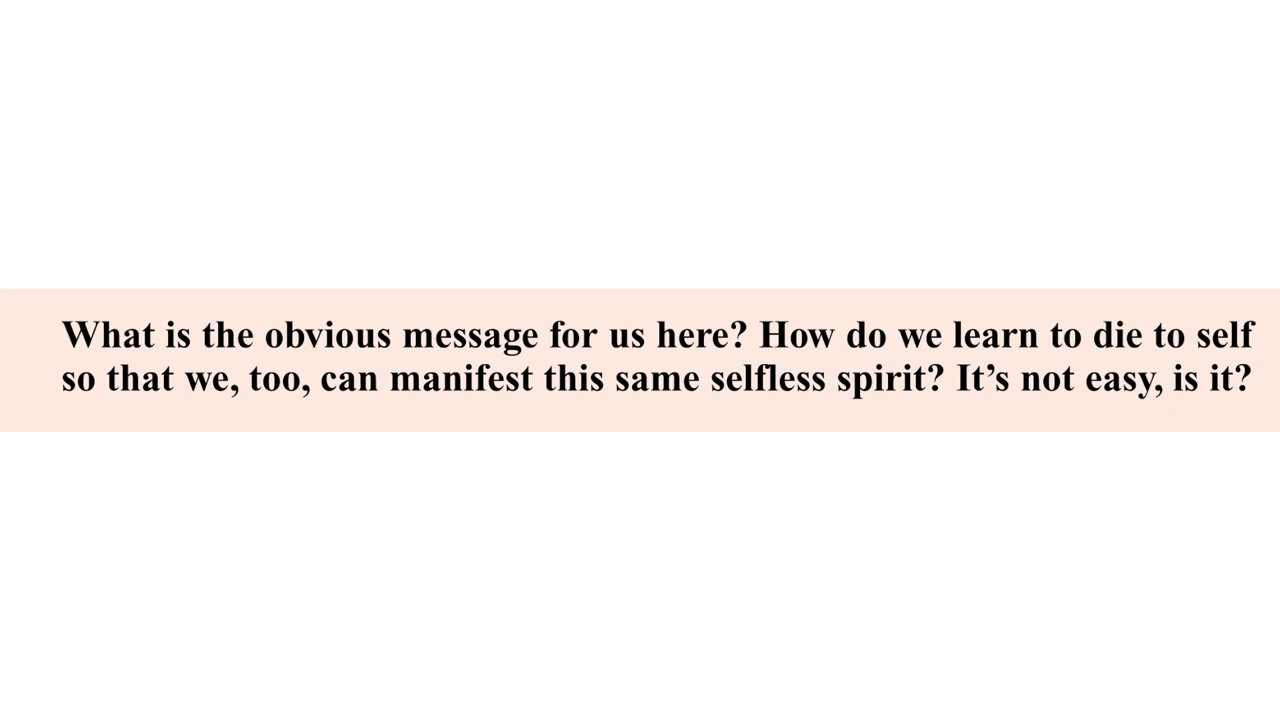 What is the obvious message for us here? How do we learn to die to self
so that we, too, can manifest this same selfless spirit? It’s not easy, is it?